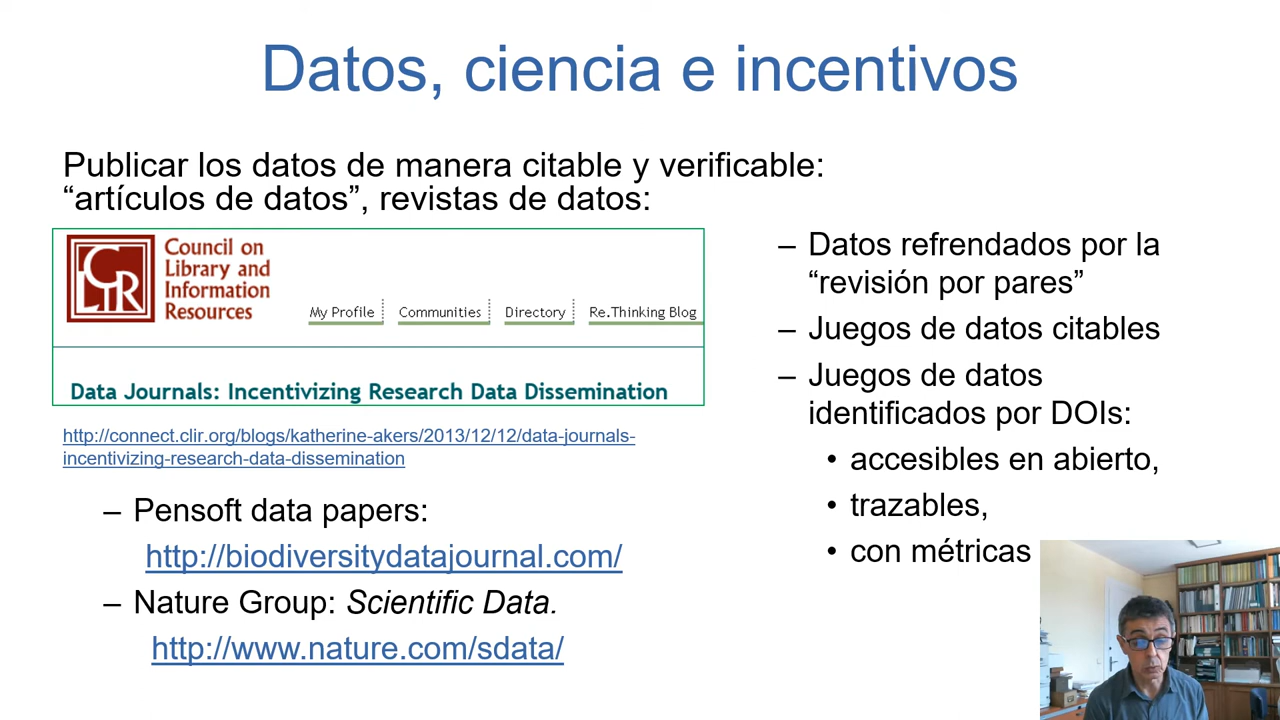 Datos, ciencia e incentivos
Publicar los datos de manera citable y verificable:
“artículos de datos”, revistas de datos:
CLIR
Council on
Library and
Information
Resources
My Profile
Communities
Directory
Re.Thinking Blog
Data Journals: Incentivizing Research Data Dissemination
http://connect.clir.org/blogs/katherine-akers/2013/12/12/data-journals-
incentivizing-research-data-dissemination
– Pensoft data papers:
http://biodiversitydatajournal.com/
– Nature Group: Scientific Data.
http://www.nature.com/sdata/
– Datos refrendados por la
“revisión por pares”
– Juegos de datos citables
– Juegos de datos
identificados por DOIs:
• accesibles en abierto,
• trazables,
• con métricas